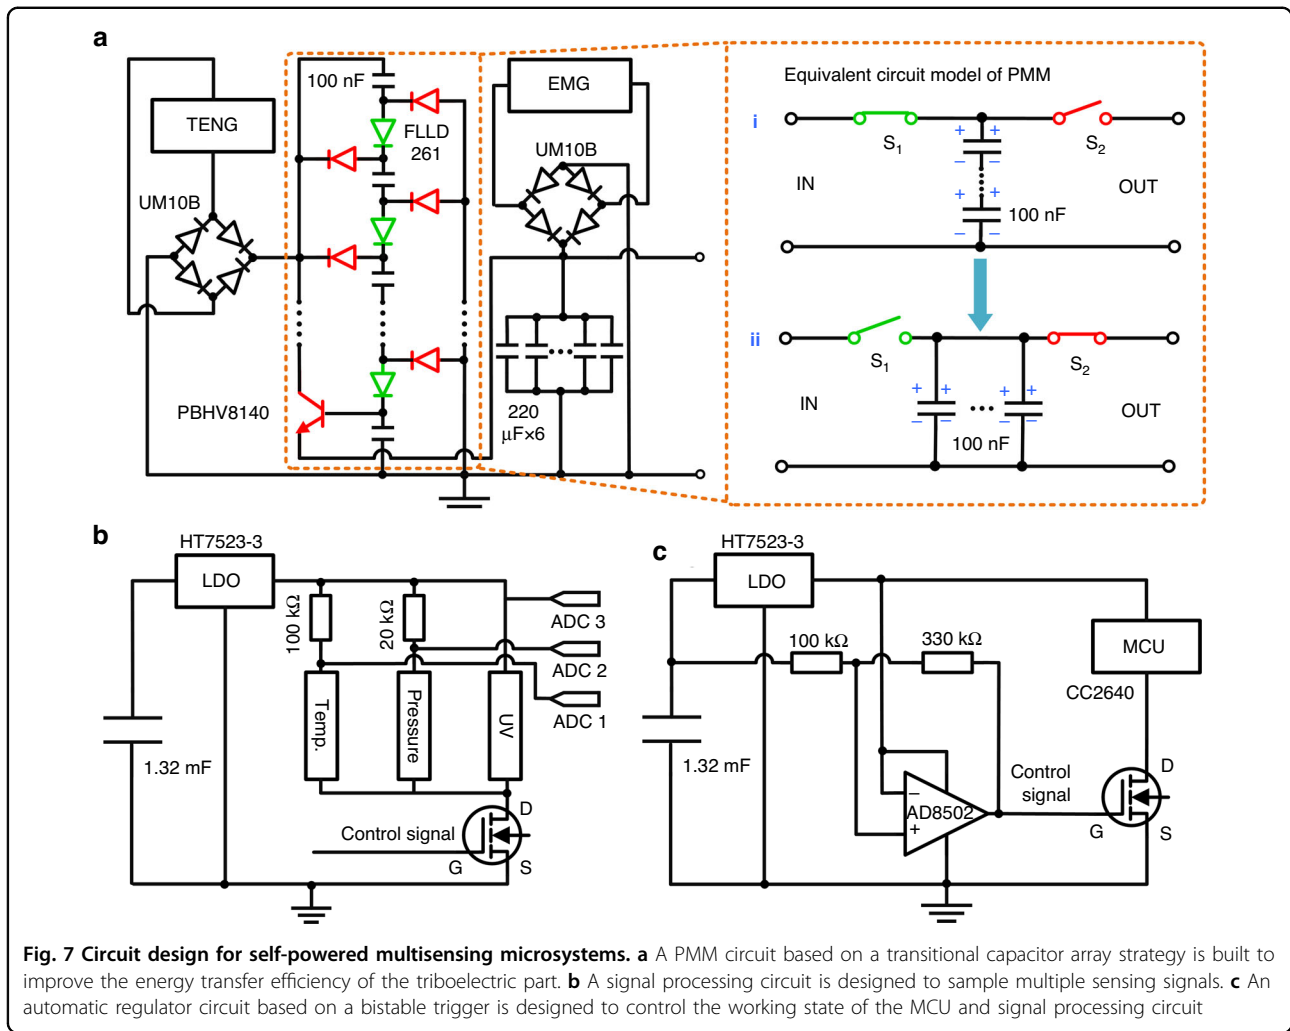 a
100 nF
TENG
UM10B
FLLD
261
EMG
UM10B
PBHV8140
220
µF×6
Equivalent circuit model of PMM
i
S1
S2
+ +
− −
+ +
− −
IN
OUT
100 nF
ii
S1
S2
+ +
− −
+ +
− −
IN
OUT
100 nF
b
HT7523-3
LDO
100 kΩ
20 kΩ
ADC 3
ADC 2
ADC 1
Temp.
Pressure
UV
1.32 mF
Control signal
D
G
S
c
HT7523-3
LDO
100 kΩ
330 kΩ
MCU
CC2640
1.32 mF
−
AD8502
+
Control
signal
D
G
S
Fig. 7 Circuit design for self-powered multisensing microsystems. a A PMM circuit based on a transitional capacitor array strategy is built to
improve the energy transfer efficiency of the triboelectric part. b A signal processing circuit is designed to sample multiple sensing signals. c An
automatic regulator circuit based on a bistable trigger is designed to control the working state of the MCU and signal processing circuit